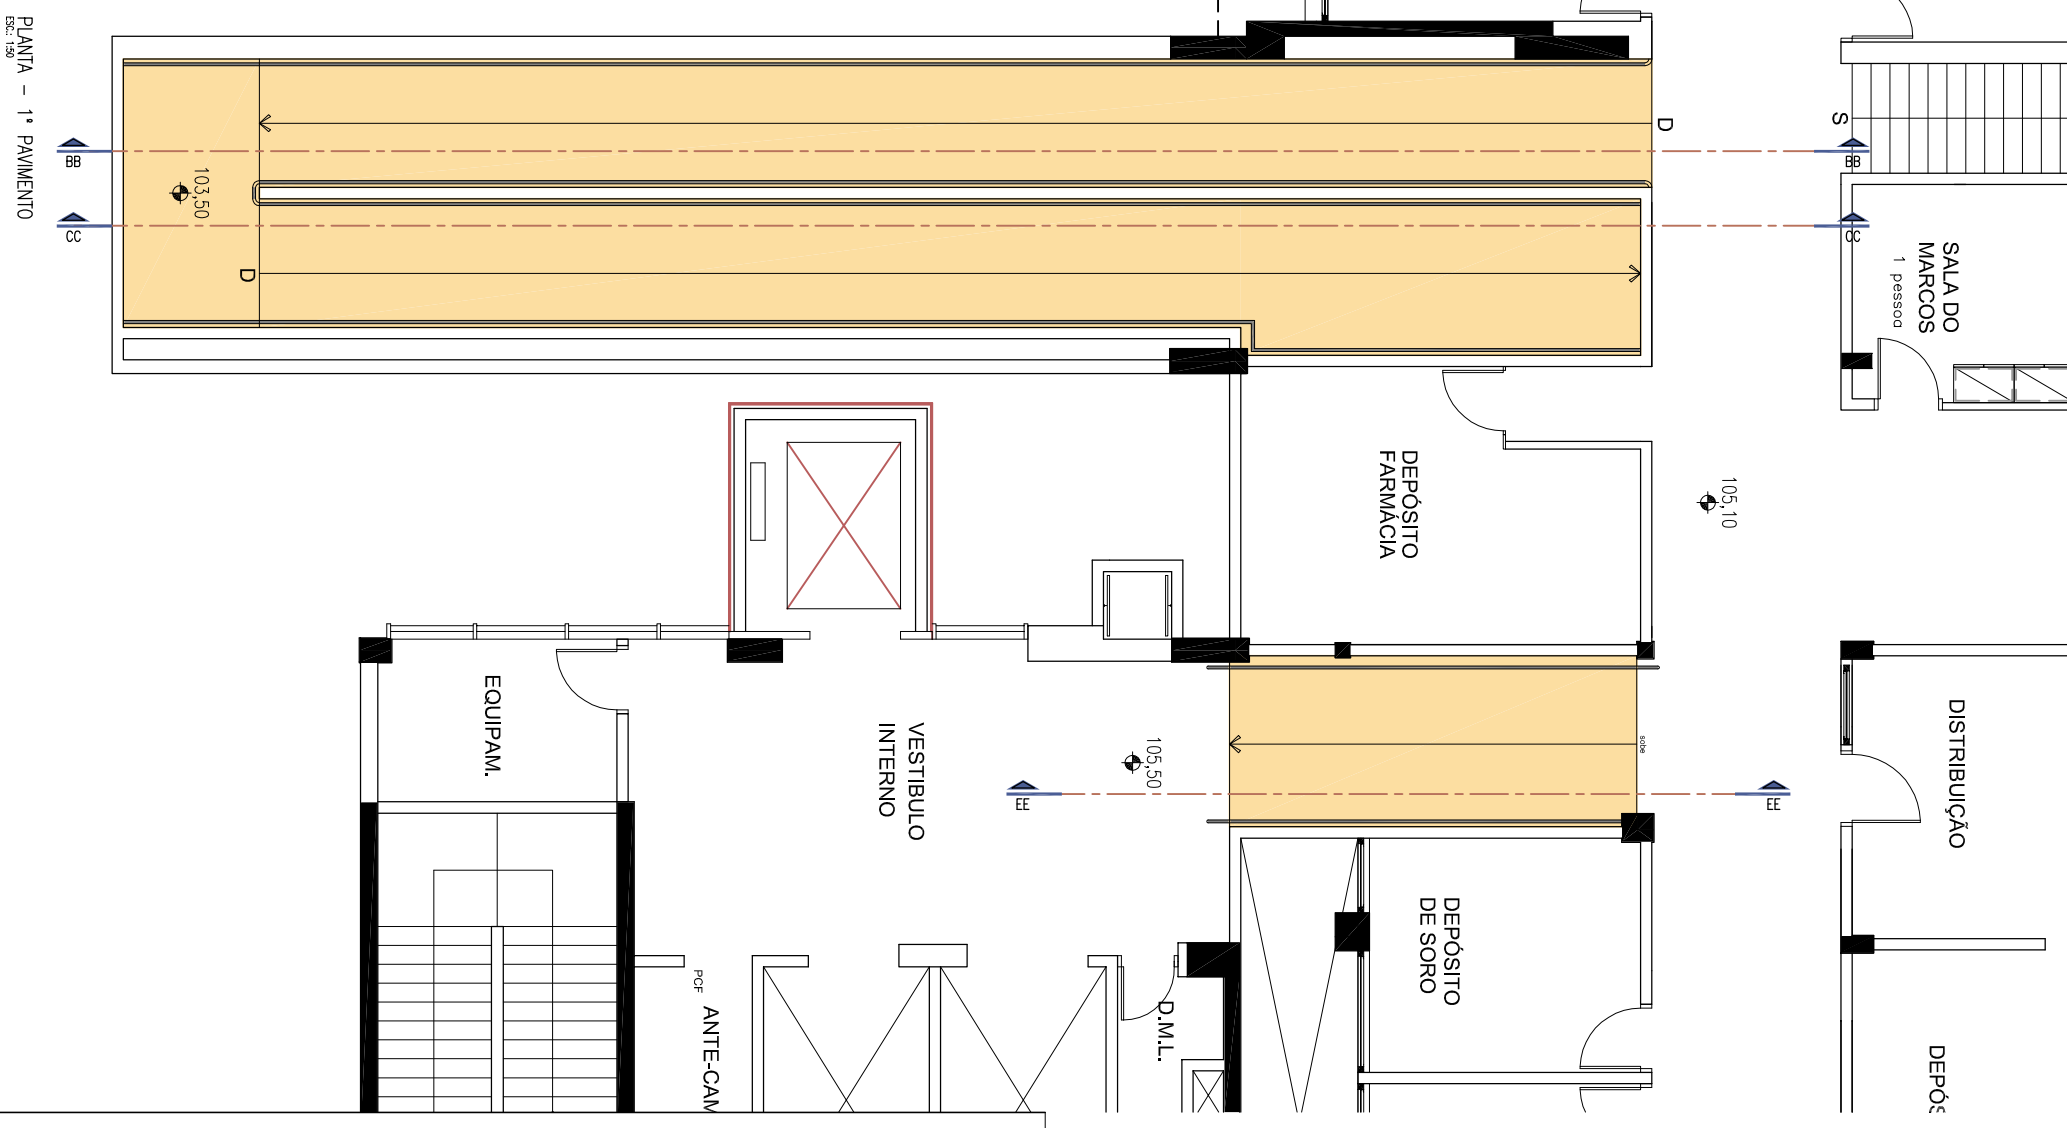 PLANTA - 1º PAVIMENTO
ESC.: 1:50
BB
CC
103,50
D
D
S
BB
CC
SALA DO
MARCOS
1 pessoa
DEPÓSITO
FARMÁCIA
105,10
EQUIPAM.
VESTIBULO
INTERNO
105,50
sobe
EE
EE
DISTRIBUIÇÃO
DEPÓSITO
DE SORO
PCF
ANTE-CAM
D.M.L.
DEPÓS